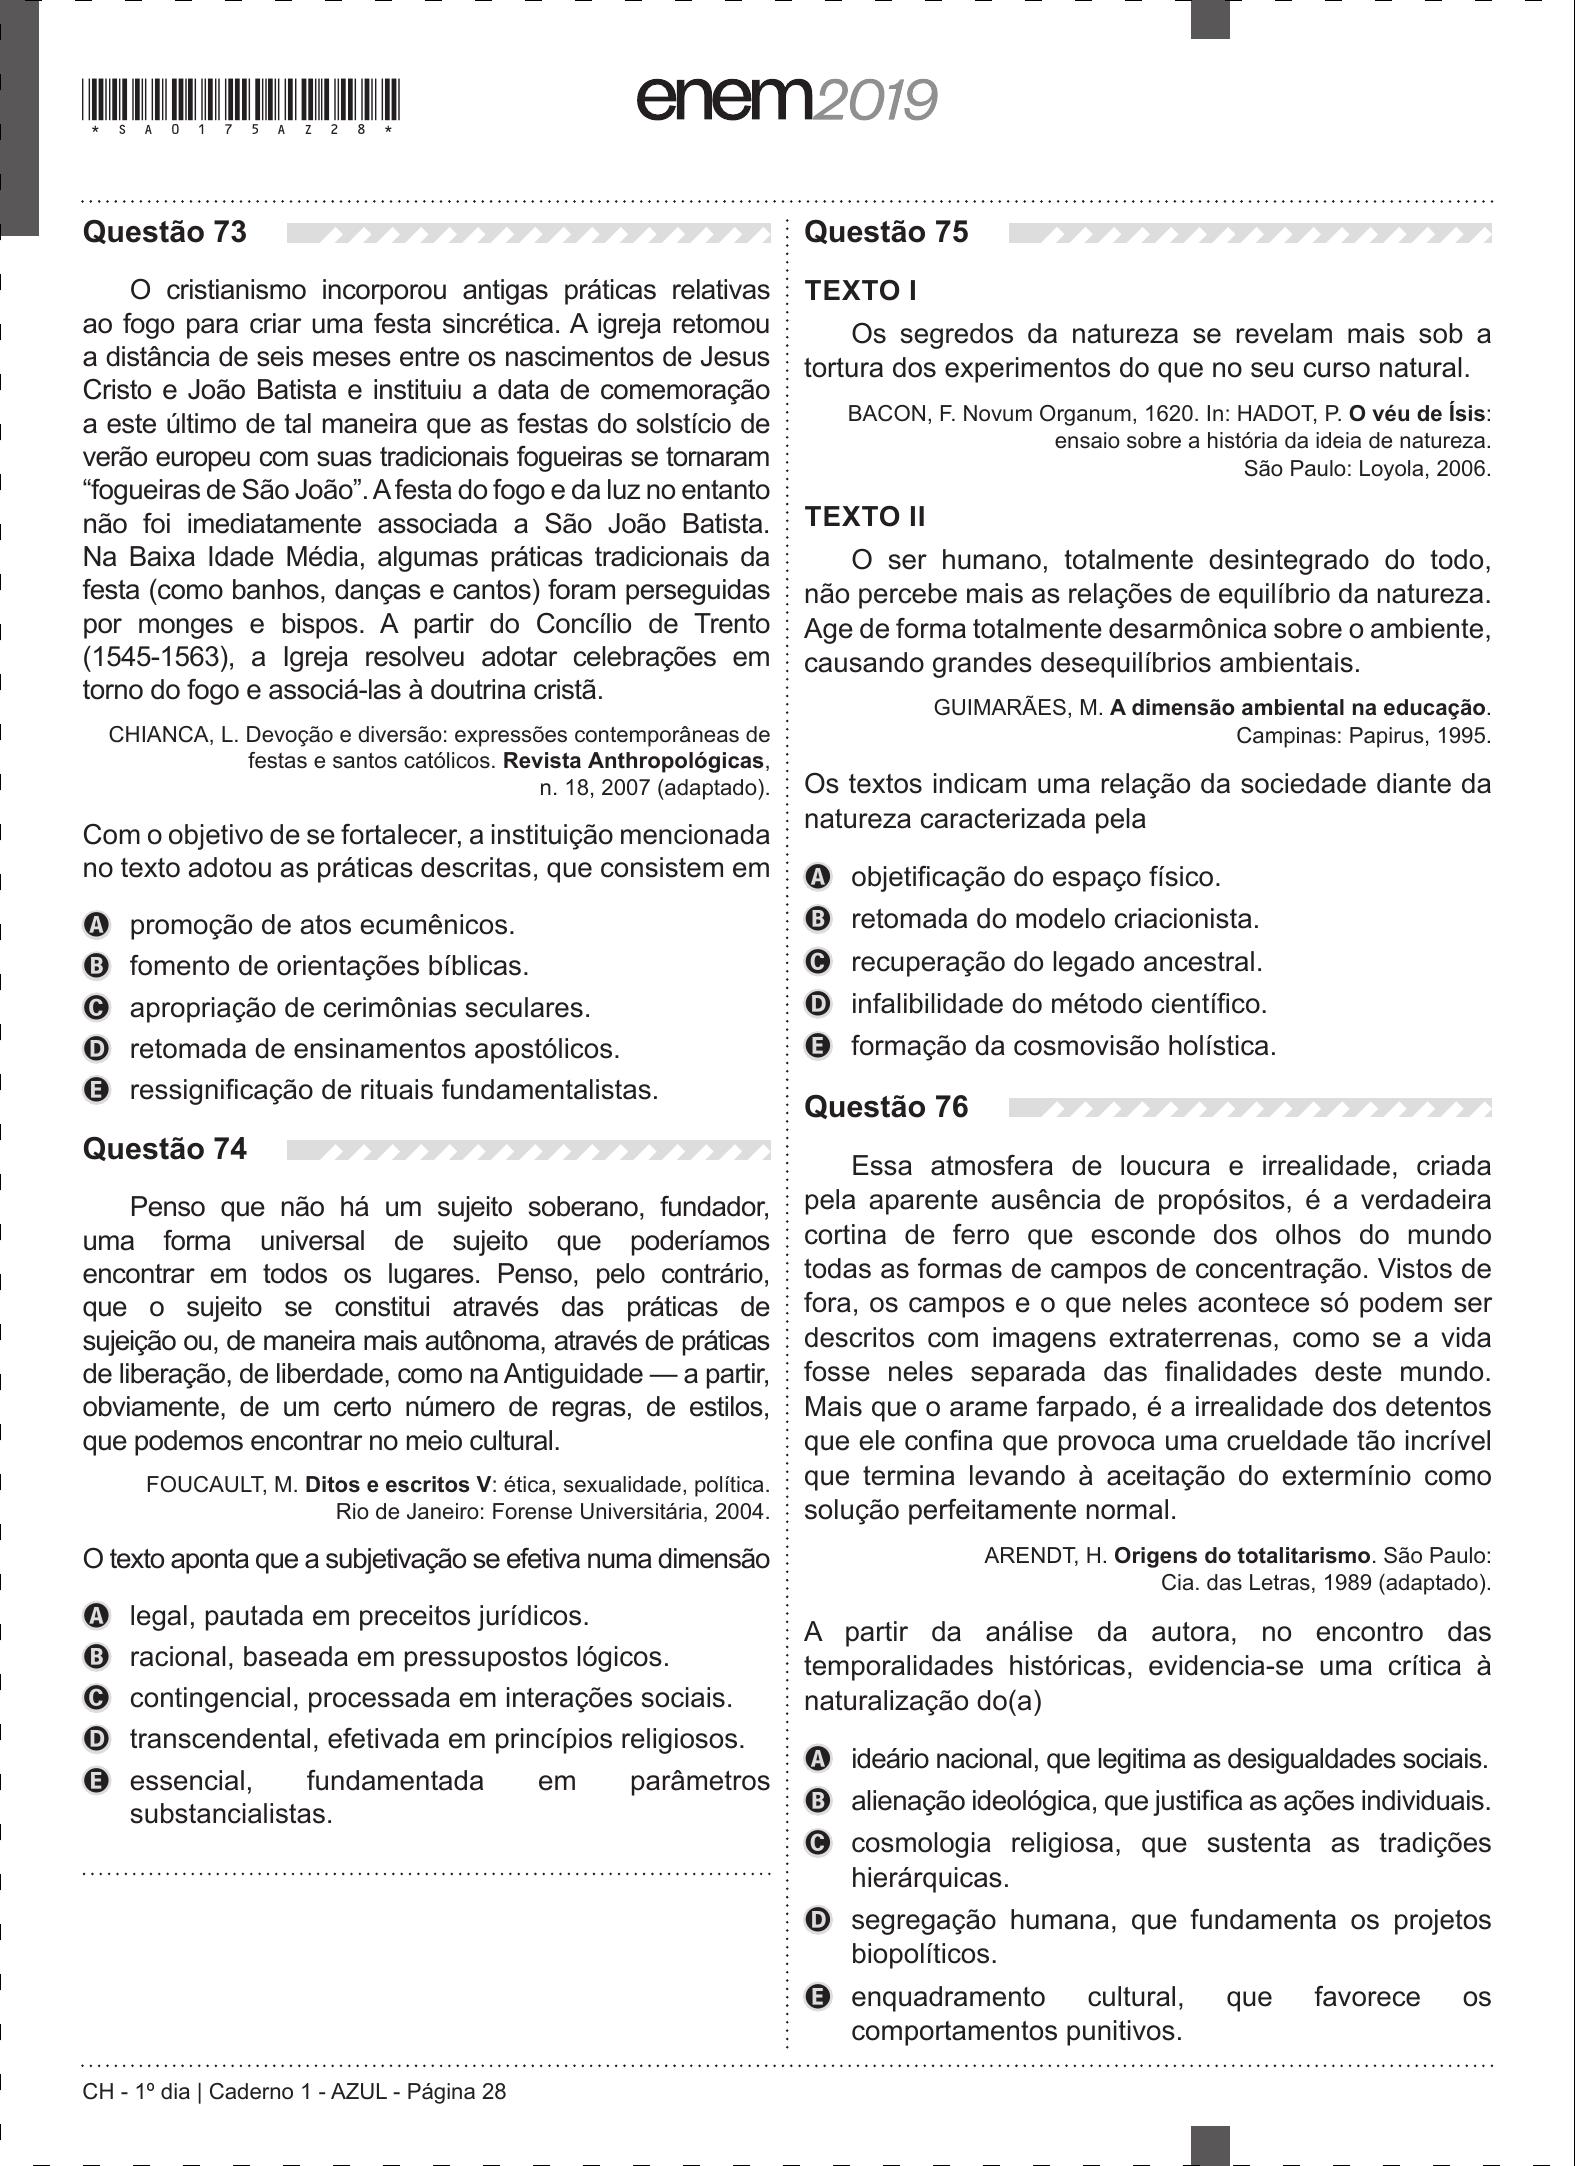 *SA0175AZ28*
enem2019
Questão 73
O cristianismo incorporou antigas práticas relativas
ao fogo para criar uma festa sincrética. A igreja retomou
a distância de seis meses entre os nascimentos de Jesus
Cristo e João Batista e instituiu a data de comemoração
a este último de tal maneira que as festas do solstício de
verão europeu com suas tradicionais fogueiras se tornaram
“fogueiras de São João”. A festa do fogo e da luz no entanto
não foi imediatamente associada a São João Batista.
Na Baixa Idade Média, algumas práticas tradicionais da
festa (como banhos, danças e cantos) foram perseguidas
por monges e bispos. A partir do Concílio de Trento
(1545-1563), a Igreja resolveu adotar celebrações em
torno do fogo e associá-las à doutrina cristã.
CHIANCA, L. Devoção e diversão: expressões contemporâneas de
festas e santos católicos. Revista Anthropológicas,
n. 18, 2007 (adaptado).
Com o objetivo de se fortalecer, a instituição mencionada
no texto adotou as práticas descritas, que consistem em
A promoção de atos ecumênicos.
B fomento de orientações bíblicas.
C apropriação de cerimônias seculares.
D retomada de ensinamentos apostólicos.
E ressignificação de rituais fundamentalistas.
Questão 74
Penso que não há um sujeito soberano, fundador,
uma forma universal de sujeito que poderíamos
encontrar em todos os lugares. Penso, pelo contrário,
que o sujeito se constitui através das práticas de
sujeição ou, de maneira mais autônoma, através de práticas
de liberação, de liberdade, como na Antiguidade — a partir,
obviamente, de um certo número de regras, de estilos,
que podemos encontrar no meio cultural.
FOUCAULT, M. Ditos e escritos V: ética, sexualidade, política.
Rio de Janeiro: Forense Universitária, 2004.
O texto aponta que a subjetivação se efetiva numa dimensão
A legal, pautada em preceitos jurídicos.
B racional, baseada em pressupostos lógicos.
C contingencial, processada em interações sociais.
D transcendental, efetivada em princípios religiosos.
E essencial, fundamentada em parâmetros
substancialistas.
Questão 75
TEXTO I
Os segredos da natureza se revelam mais sob a
tortura dos experimentos do que no seu curso natural.
BACON, F. Novum Organum, 1620. In: HADOT, P. O véu de Ísis:
ensaio sobre a história da ideia de natureza.
São Paulo: Loyola, 2006.
TEXTO II
O ser humano, totalmente desintegrado do todo,
não percebe mais as relações de equilíbrio da natureza.
Age de forma totalmente desarmônica sobre o ambiente,
causando grandes desequilíbrios ambientais.
GUIMARÃES, M. A dimensão ambiental na educação.
Campinas: Papirus, 1995.
Os textos indicam uma relação da sociedade diante da
natureza caracterizada pela
A objetificação do espaço físico.
B retomada do modelo criacionista.
C recuperação do legado ancestral.
D infalibilidade do método científico.
E formação da cosmovisão holística.
Questão 76
Essa atmosfera de loucura e irrealidade, criada
pela aparente ausência de propósitos, é a verdadeira
cortina de ferro que esconde dos olhos do mundo
todas as formas de campos de concentração. Vistos de
fora, os campos e o que neles acontece só podem ser
descritos com imagens extraterrenas, como se a vida
fosse neles separada das finalidades deste mundo.
Mais que o arame farpado, é a irrealidade dos detentos
que ele confina que provoca uma crueldade tão incrível
que termina levando à aceitação do extermínio como
solução perfeitamente normal.
ARENDT, H. Origens do totalitarismo. São Paulo:
Cia. das Letras, 1989 (adaptado).
A partir da análise da autora, no encontro das
temporalidades históricas, evidencia-se uma crítica à
naturalização do(a)
A ideário nacional, que legitima as desigualdades sociais.
B alienação ideológica, que justifica as ações individuais.
C cosmologia religiosa, que sustenta as tradições
hierárquicas.
D segregação humana, que fundamenta os projetos
biopolíticos.
E enquadramento cultural, que favorece os
comportamentos punitivos.
CH - 1º dia | Caderno 1 - AZUL - Página 28